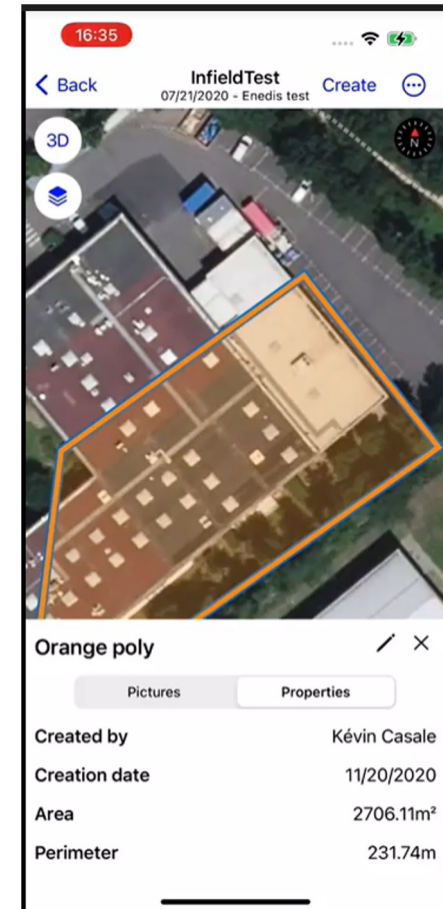 16:35
Back
InfieldTest
Create
07/21/2020 - Enedis test
3D
N
Orange poly
Pictures
Properties
Created by
Kévin Casale
Creation date
11/20/2020
Area
2706.11m²
Perimeter
231.74m